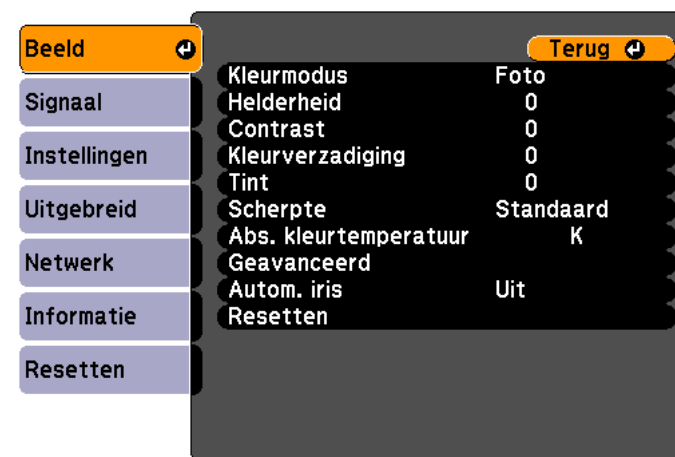 Beeld
Terug
Kleurmodus Foto
Helderheid 0
Contrast 0
Kleurverzadiging 0
Tint 0
Scherpte Standaard
Abs. kleurtemperatuur K
Geavanceerd
Autom. iris Uit
Resetten
Signaal
Instellingen
Uitgebreid
Netwerk
Informatie
Resetten